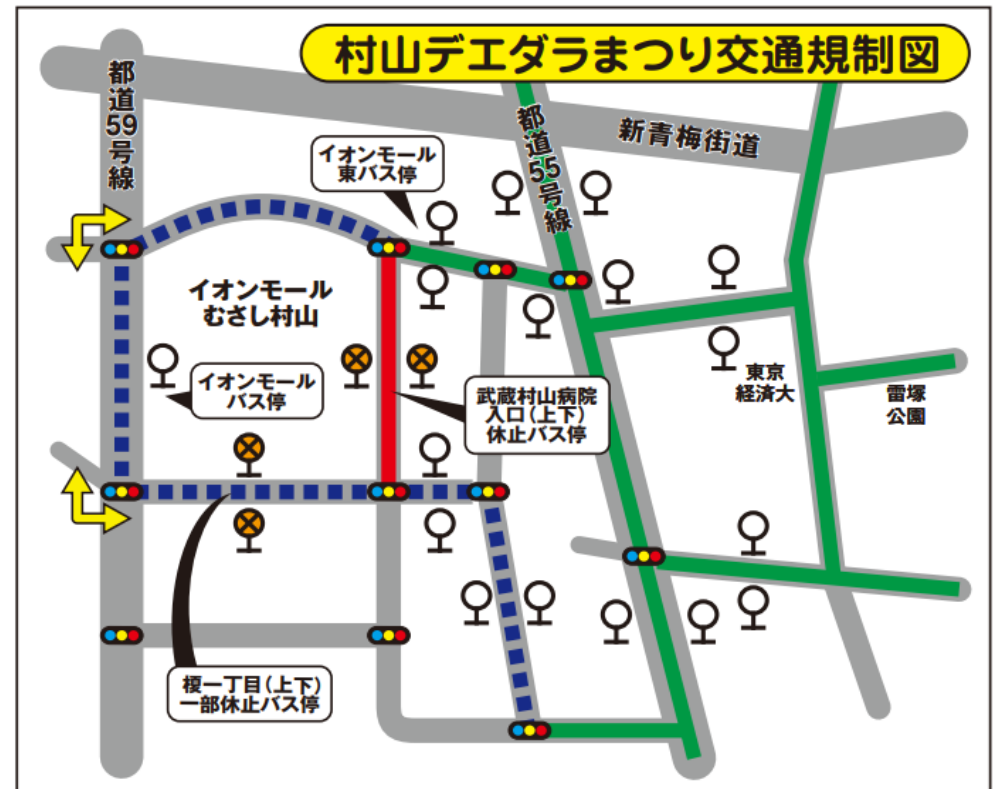 村山デエダラまつり交通規制図
都道59号線
都道55号線
新青梅街道
イオンモール
東バス停
イオンモール
むさし村山
イオンモール
バス停
武蔵村山病院
入口（上下）
休止バス停
東京
経済大
雷塚
公園
榎一丁目（上下）
一部休止バス停